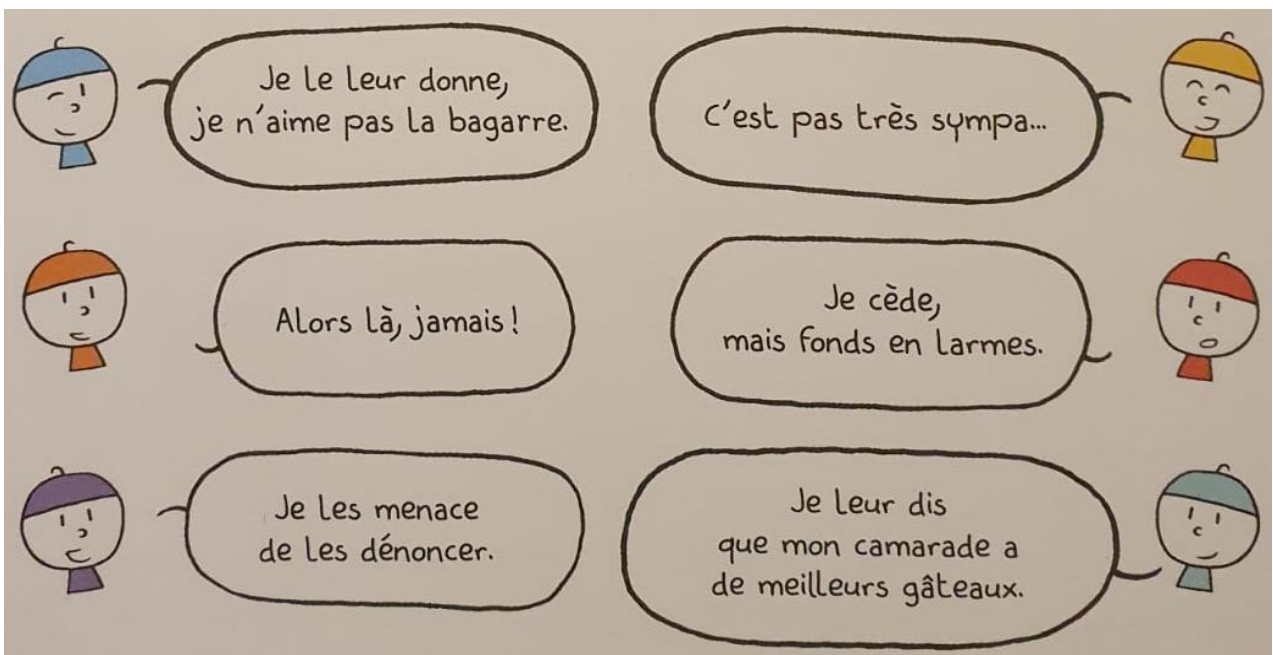 Je le leur donne,
je n'aime pas la bagarre.
C'est pas très sympa...
Alors là, jamais !
Je cède,
mais fonds en larmes.
Je les menace
de les dénoncer.
Je leur dis
que mon camarade a
de meilleurs gâteaux.